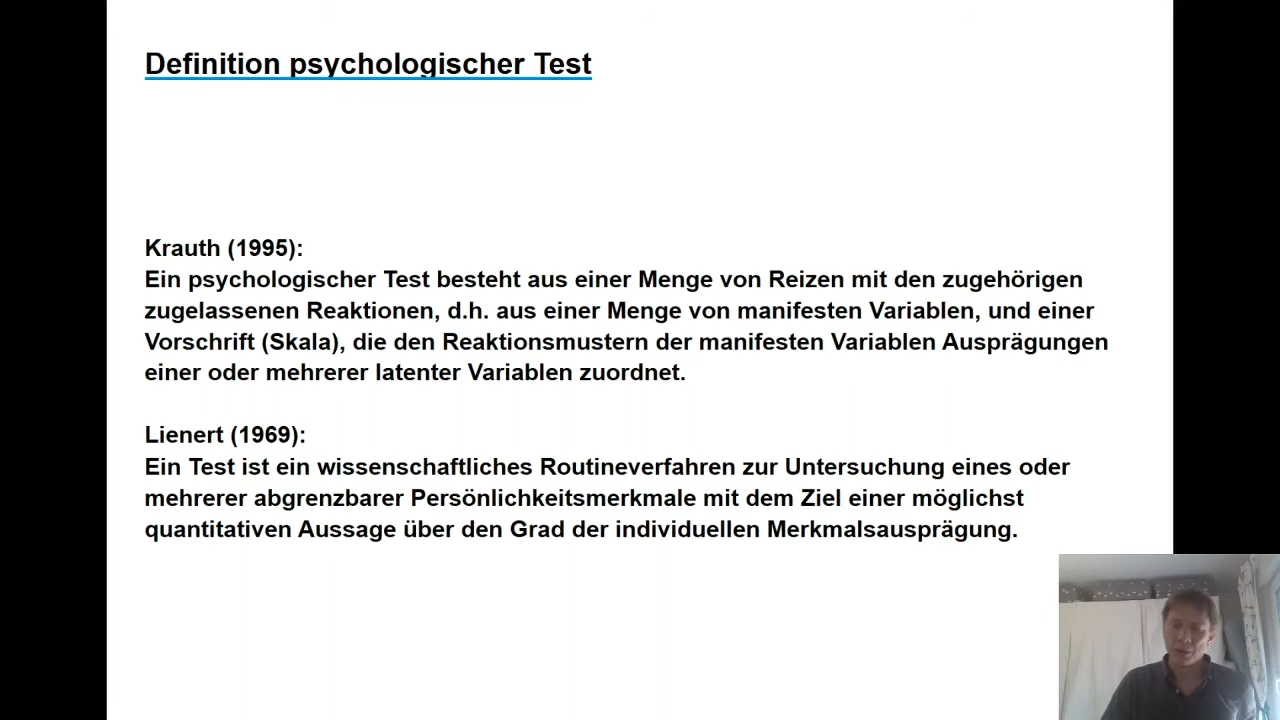 Definition psychologischer Test
Krauth (1995):
Ein psychologischer Test besteht aus einer Menge von Reizen mit den zugehörigen
zugelassenen Reaktionen, d.h. aus einer Menge von manifesten Variablen, und einer
Vorschrift (Skala), die den Reaktionsmustern der manifesten Variablen Ausprägungen
einer oder mehrerer latenter Variablen zuordnet.
Lienert (1969):
Ein Test ist ein wissenschaftliches Routineverfahren zur Untersuchung eines oder
mehrerer abgrenzbarer Persönlichkeitsmerkmale mit dem Ziel einer möglichst
quantitativen Aussage über den Grad der individuellen Merkmalsausprägung.